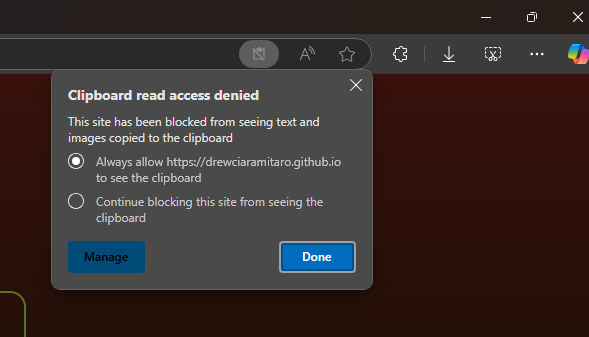 Clipboard read access denied
This site has been blocked from seeing text and
images copied to the clipboard
Always allow https://drewciaramitaro.github.io
to see the clipboard
Continue blocking this site from seeing the
clipboard
Manage
Done